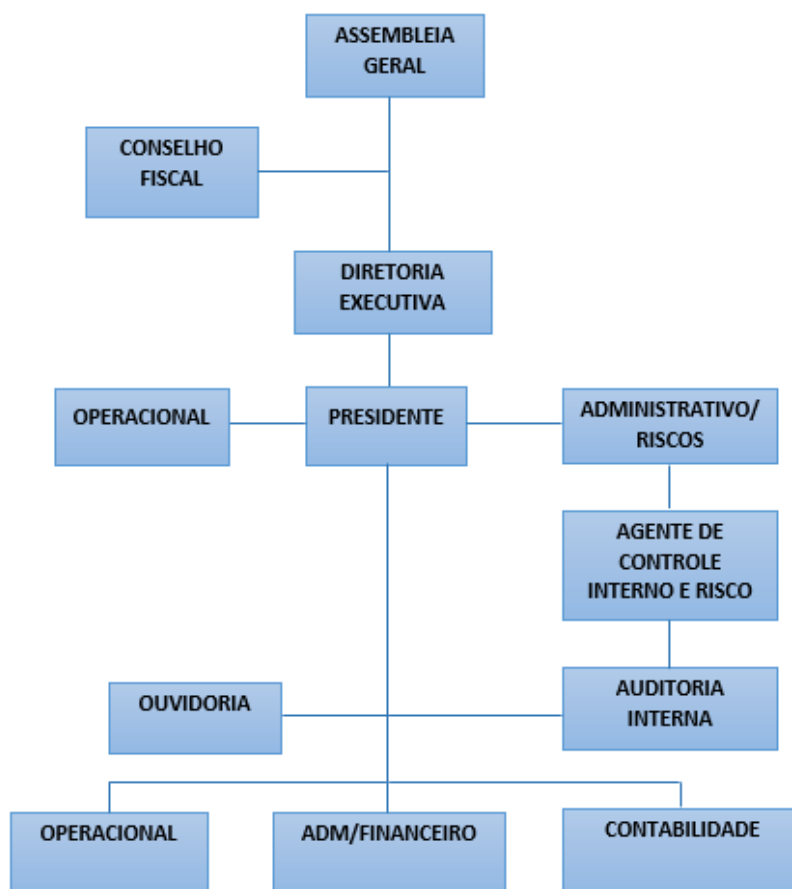 ASSEMBLEIA
GERAL
CONSELHO
FISCAL
DIRETORIA
EXECUTIVA
OPERACIONAL
PRESIDENTE
ADMINISTRATIVO/
RISCOS
AGENTE DE
CONTROLE
INTERNO E RISCO
OUVIDORIA
AUDITORIA
INTERNA
OPERACIONAL
ADM/FINANCEIRO
CONTABILIDADE